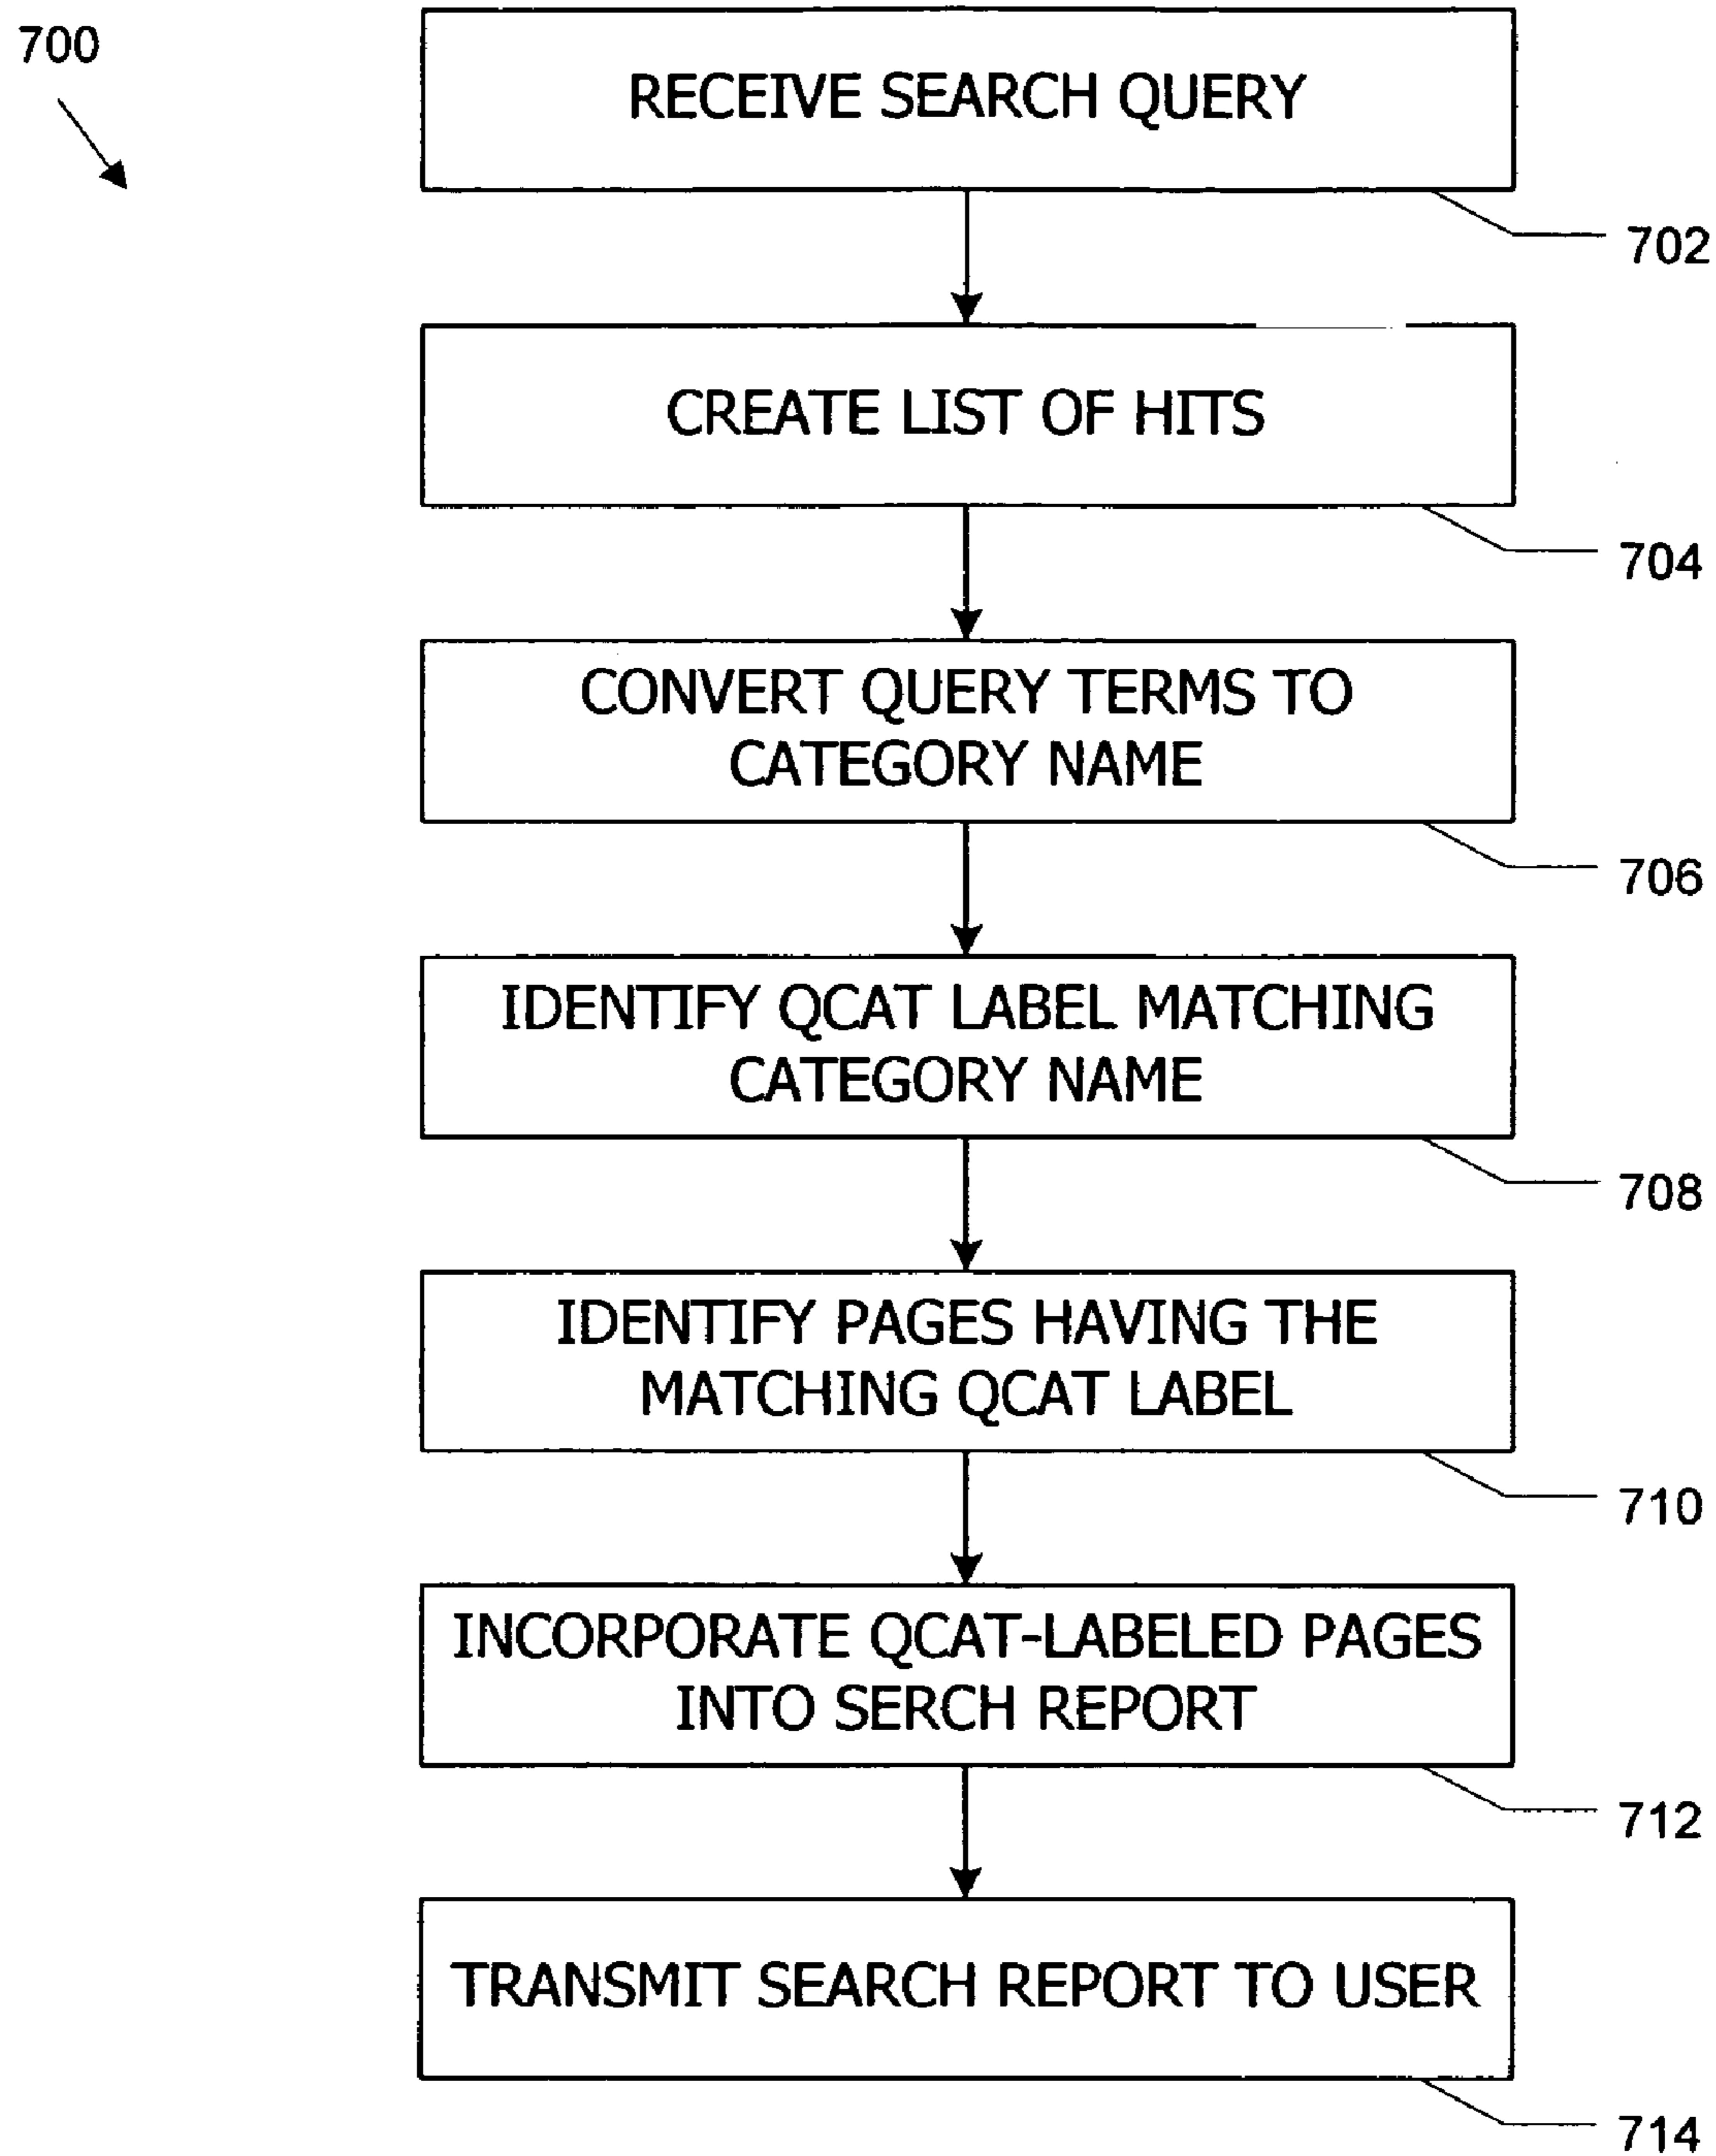 700
RECEIVE SEARCH QUERY
702
CREATE LIST OF HITS
704
CONVERT QUERY TERMS TO
CATEGORY NAME
706
IDENTIFY QCAT LABEL MATCHING
CATEGORY NAME
708
IDENTIFY PAGES HAVING THE
MATCHING QCAT LABEL
710
INCORPORATE QCAT-LABELED PAGES
INTO SERCH REPORT
712
TRANSMIT SEARCH REPORT TO USER
714